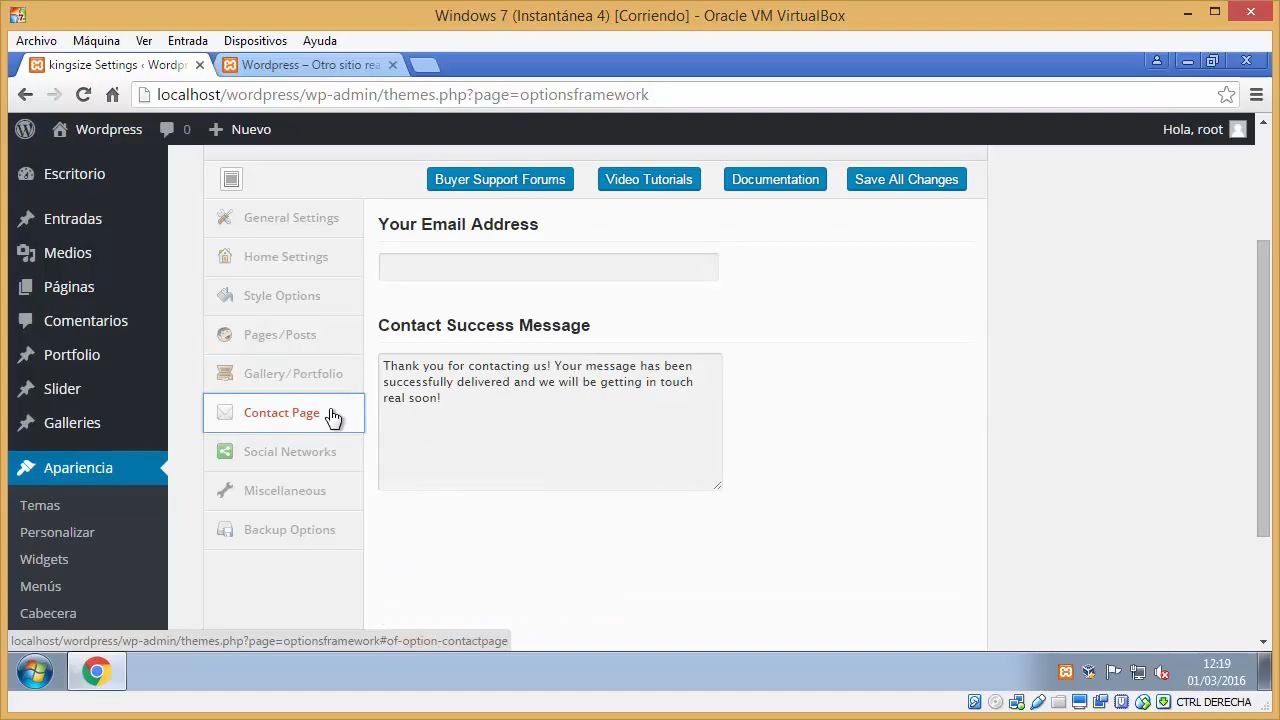 Windows 7 (Instantánea 4) [Corriendo] - Oracle VM VirtualBox
Archivo Máquina Ver Entrada Dispositivos Ayuda
kingsize Settings ‹ Wordpr
Wordpress – Otro sitio rea
localhost/wordpress/wp-admin/themes.php?page=optionsframework
Wordpress 0 Nuevo Hola, root
Escritorio
Entradas
Medios
Páginas
Comentarios
Portfolio
Slider
Galleries
Apariencia
Temas
Personalizar
Widgets
Menús
Cabecera
Buyer Support Forums Video Tutorials Documentation Save All Changes
General Settings
Home Settings
Style Options
Pages/Posts
Gallery/Portfolio
Contact Page
Social Networks
Miscellaneous
Backup Options
Your Email Address
Contact Success Message
Thank you for contacting us! Your message has been
successfully delivered and we will be getting in touch
real soon!
localhost/wordpress/wp-admin/themes.php?page=optionsframework#of-option-contactpage
12:19
01/03/2016
CTRL DERECHA